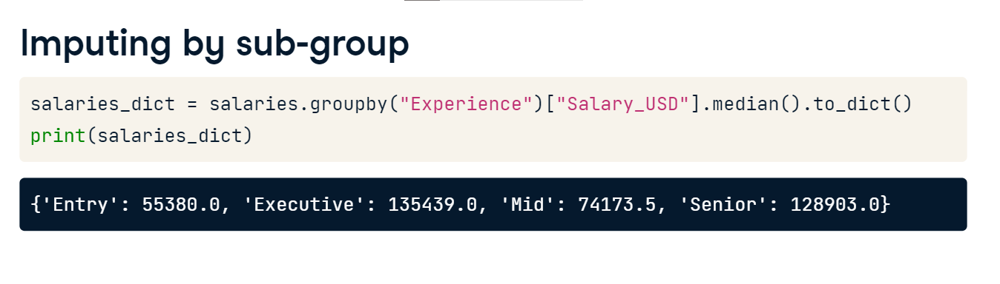 Imputing by sub-group
salaries_dict = salaries.groupby("Experience")["Salary_USD"].median().to_dict()
print(salaries_dict)
{'Entry': 55380.0, 'Executive': 135439.0, 'Mid': 74173.5, 'Senior': 128903.0}